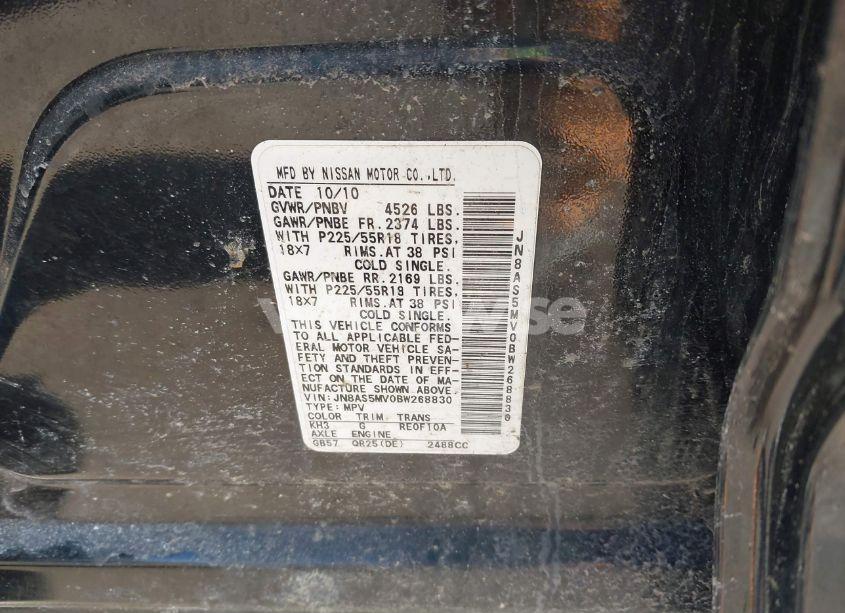 MFD BY NISSAN MOTOR CO.,LTD.
DATE 10/10
GVWR/PNBV 4526 LBS.
GAWR/PNBE FR. 2374 LBS.
WITH P225/55R18 TIRES,
18X7 RIMS. AT 38 PSI
COLD SINGLE.
GAWR/PNBE RR. 2169 LBS.
WITH P225/55R18 TIRES,
18X7 RIMS. AT 38 PSI
COLD SINGLE.
THIS VEHICLE CONFORMS
TO ALL APPLICABLE FED-
ERAL MOTOR VEHICLE SA-
FETY AND THEFT PREVEN-
TION STANDARDS IN EFF-
ECT ON THE DATE OF MA-
NUFACTURE SHOWN ABOVE.
VIN: JN8AS5MV0BW268830
TYPE: MPV
COLOR TRIM TRANS
KH3 G RE0F10A
AXLE ENGINE
GB57 QR25(DE) 2488CC
JN8AS5MV0BW268830